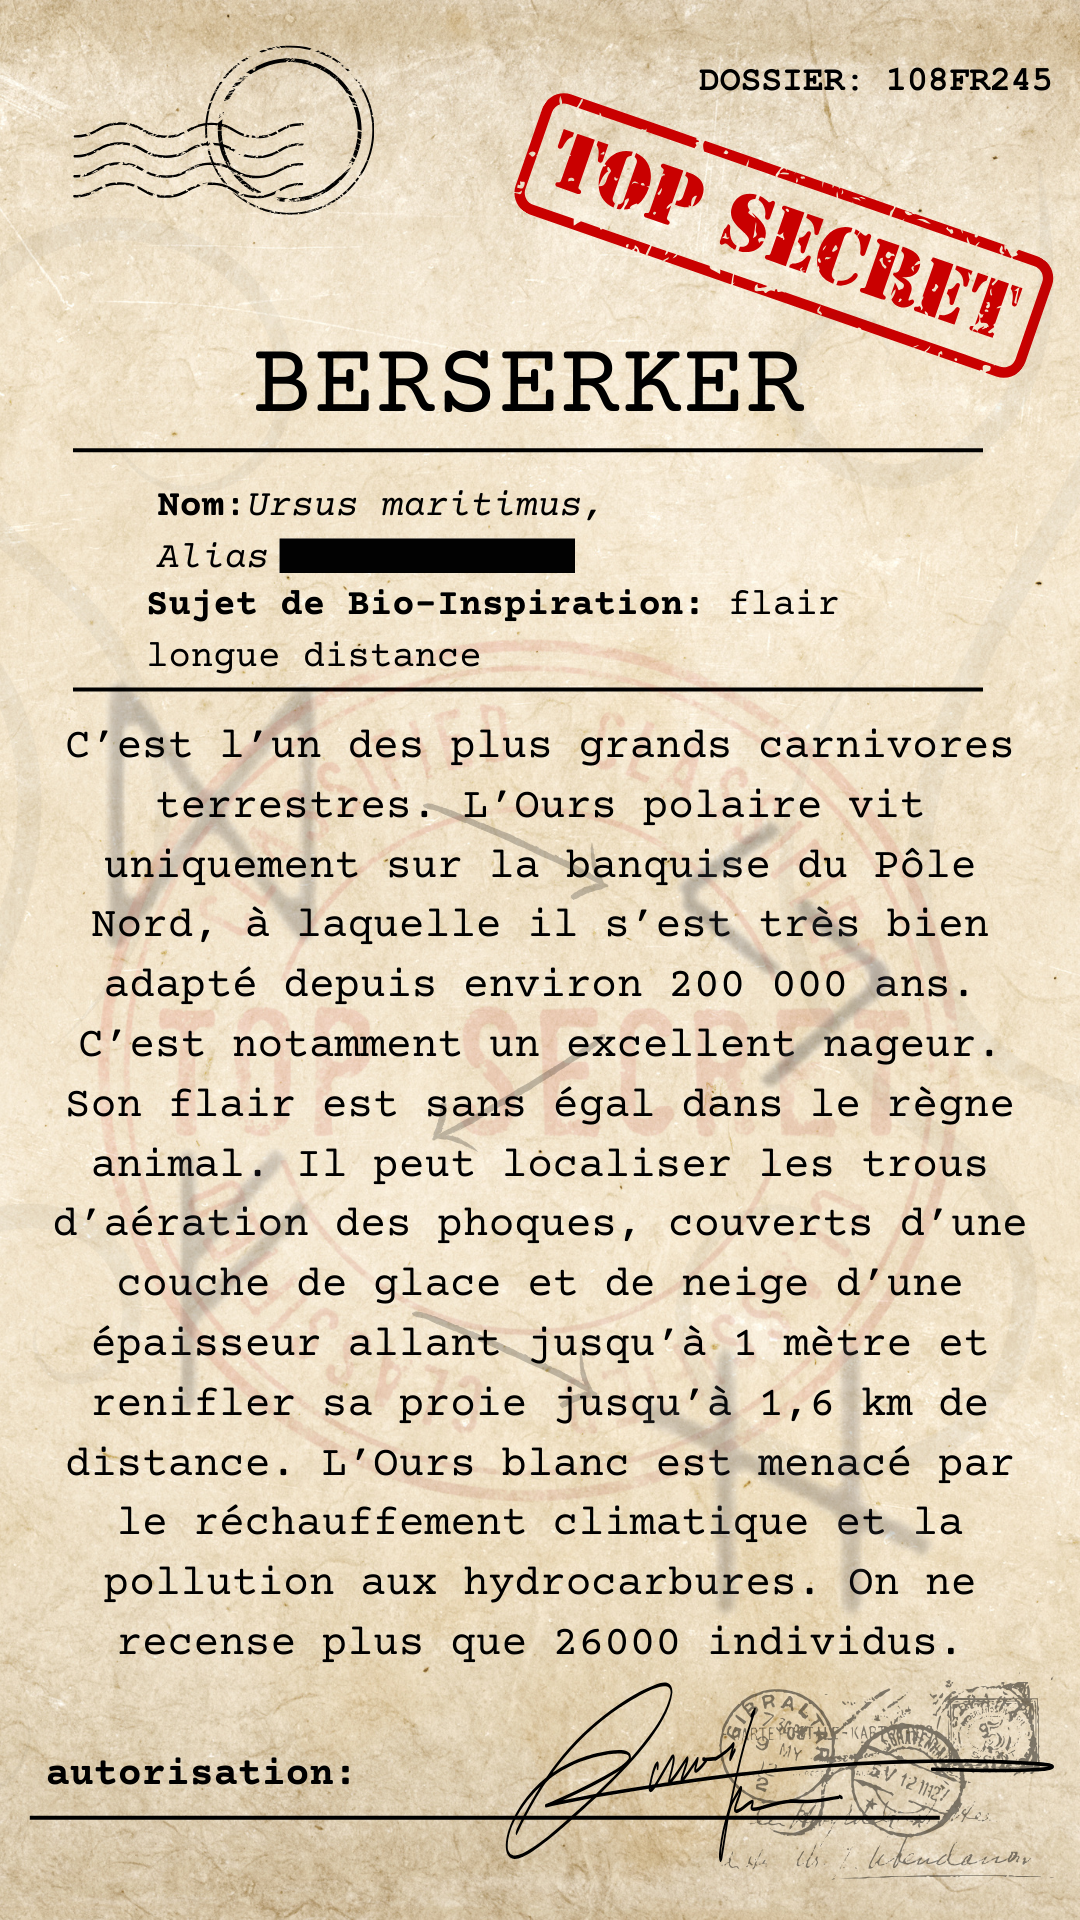 DOSSIER: 108FR245
TOP SECRET
BERSERKER
Nom:Ursus maritimus,
Alias
Sujet de Bio-Inspiration: flair
longue distance
C’est l’un des plus grands carnivores
terrestres. L’Ours polaire vit
uniquement sur la banquise du Pôle
Nord, à laquelle il s’est très bien
adapté depuis environ 200 000 ans.
C’est notamment un excellent nageur.
Son flair est sans égal dans le règne
animal. Il peut localiser les trous
d’aération des phoques, couverts d’une
couche de glace et de neige d’une
épaisseur allant jusqu’à 1 mètre et
renifler sa proie jusqu’à 1,6 km de
distance. L’Ours blanc est menacé par
le réchauffement climatique et la
pollution aux hydrocarbures. On ne
recense plus que 26000 individus.
TOP SECRET
CLASSIFIED CLASSIFIED
autorisation:
GIBRALTAR
MY